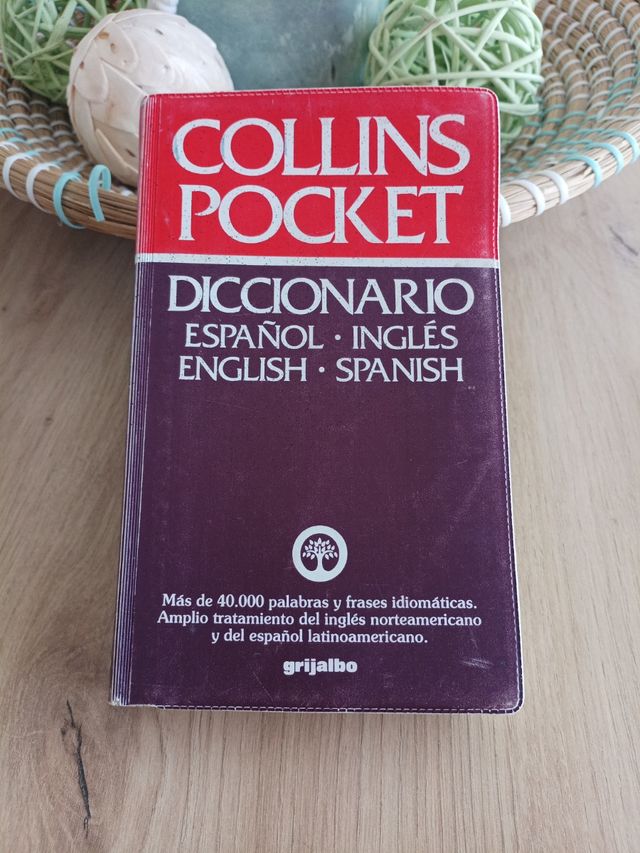 COLLINS
POCKET
DICCIONARIO
ESPAÑOL · INGLÉS
ENGLISH · SPANISH
Más de 40.000 palabras y frases idiomáticas.
Amplio tratamiento del inglés norteamericano
y del español latinoamericano.
grijalbo